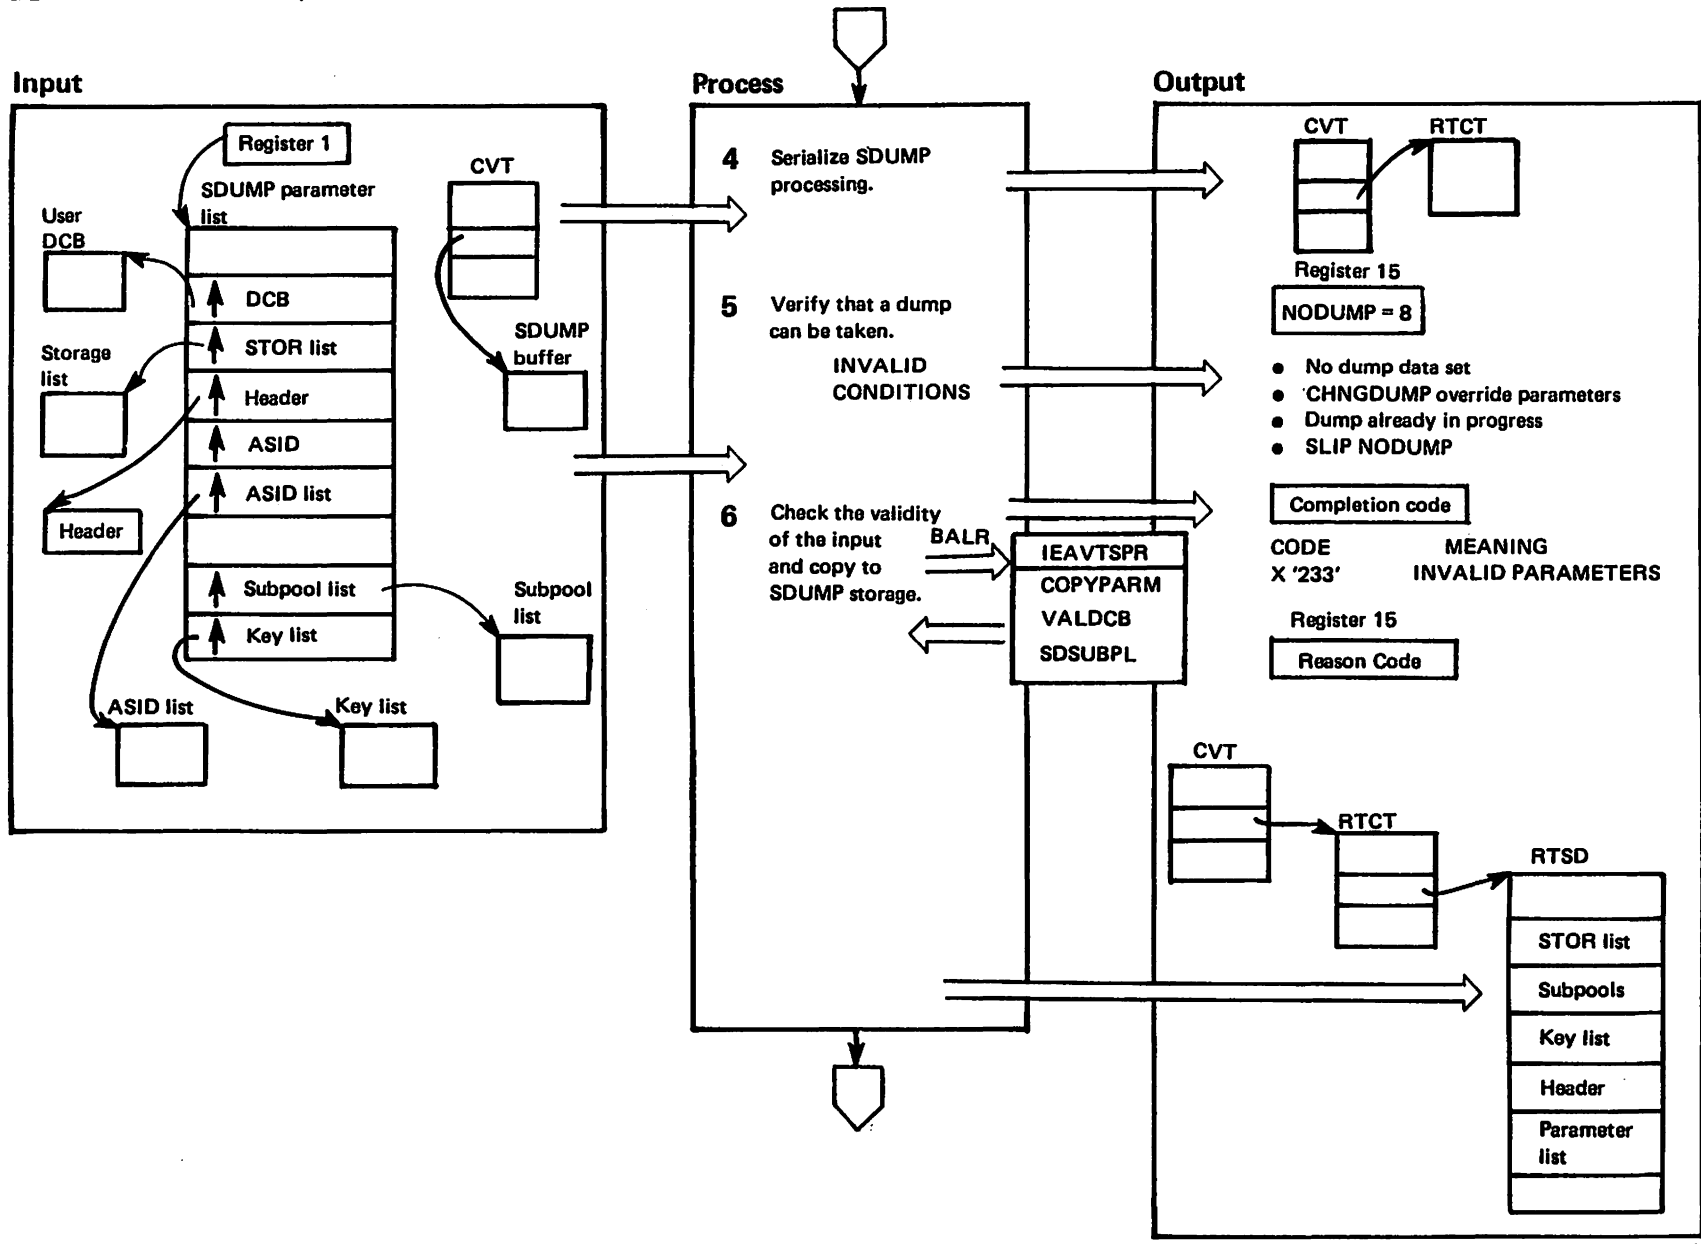 Input
Register 1
SDUMP parameter
list
User
DCB
DCB
Storage
list
STOR list
Header
ASID
ASID list
Header
Subpool list
Key list
Subpool
list
ASID list
Key list
CVT
SDUMP
buffer
Process
4 Serialize SDUMP
processing.
5 Verify that a dump
can be taken.
INVALID
CONDITIONS
6 Check the validity
of the input
and copy to
SDUMP storage.
BALR
IEAVTSPR
COPYPARM
VALDCB
SDSUBPL
Output
CVT
RTCT
Register 15
NODUMP = 8
• No dump data set
• CHNGDUMP override parameters
• Dump already in progress
• SLIP NODUMP
Completion code
CODE MEANING
X '233' INVALID PARAMETERS
Register 15
Reason Code
CVT
RTCT
RTSD
STOR list
Subpools
Key list
Header
Parameter
list